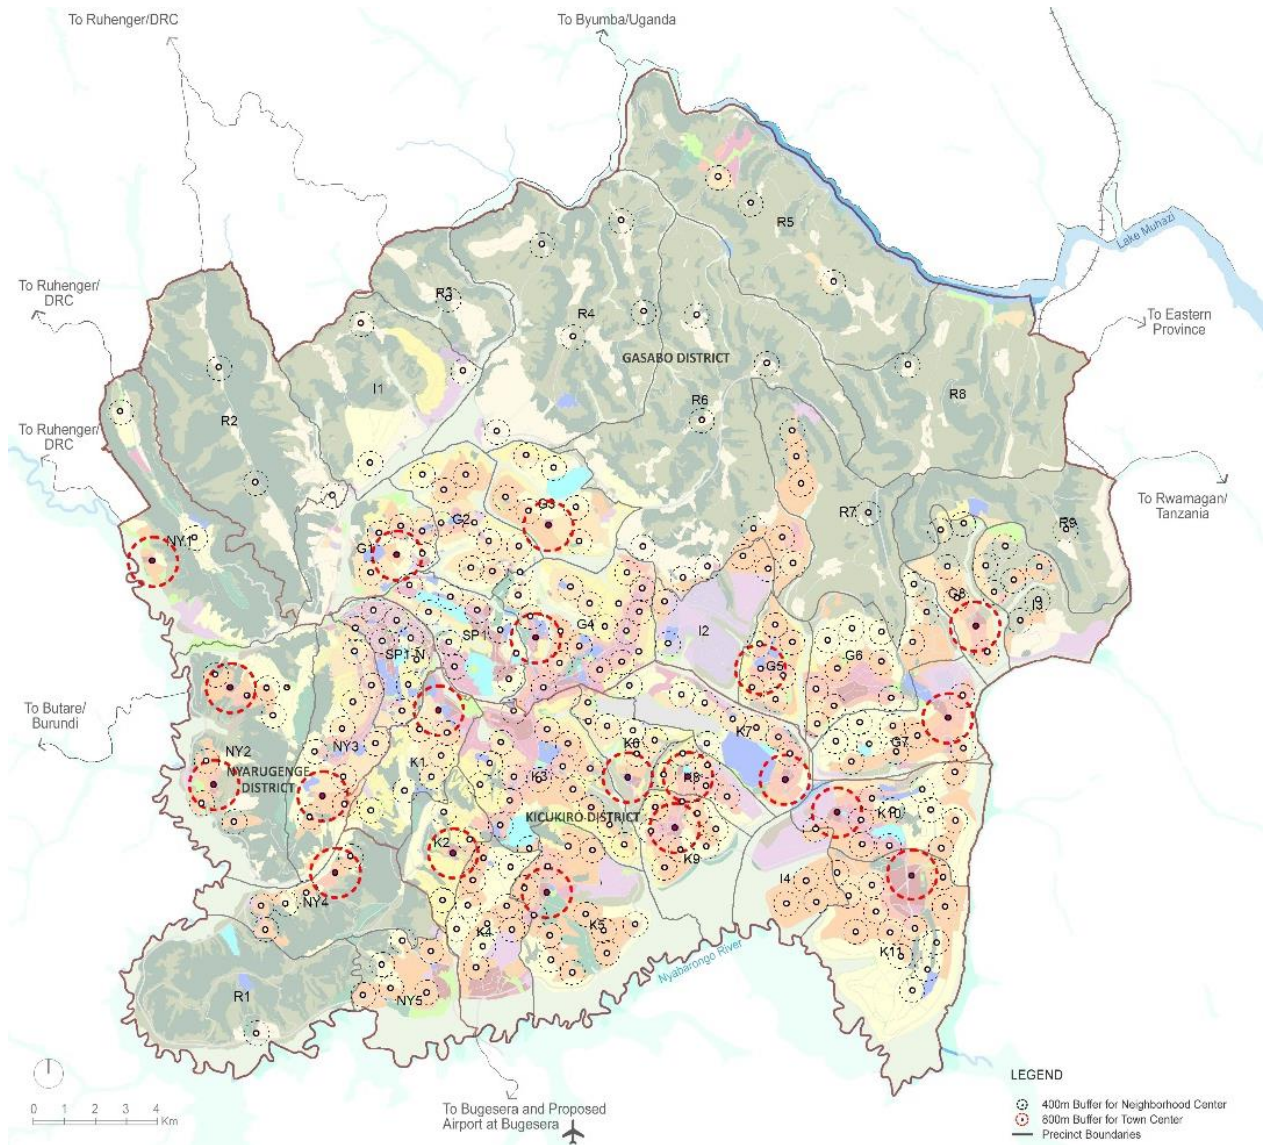 To Ruhenger/DRC
To Byumba/Uganda
Lake Muhazi
To Ruhenger/
DRC
To Eastern
Province
R5
R3
R4
GASABO DISTRICT
I1
R2
R6
R8
To Ruhenger/
DRC
To Rwamagan/
Tanzania
G3
G2
R7
R9
NY1
G1
G8
I3
SP1
G4
I2
SP1-N
G5
G6
To Butare/
Burundi
NY2
NY3
K6
K7
G7
NYARUGENGE
DISTRICT
K1
K3
K8
KICUKIRO DISTRICT
K10
K2
K9
I4
NY4
K4
K5
K11
Nyabarongo River
R1
NY5
LEGEND
400m Buffer for Neighborhood Center
800m Buffer for Town Center
Precinct Boundaries
0 1 2 3 4
Km
To Bugesera and Proposed
Airport at Bugesera